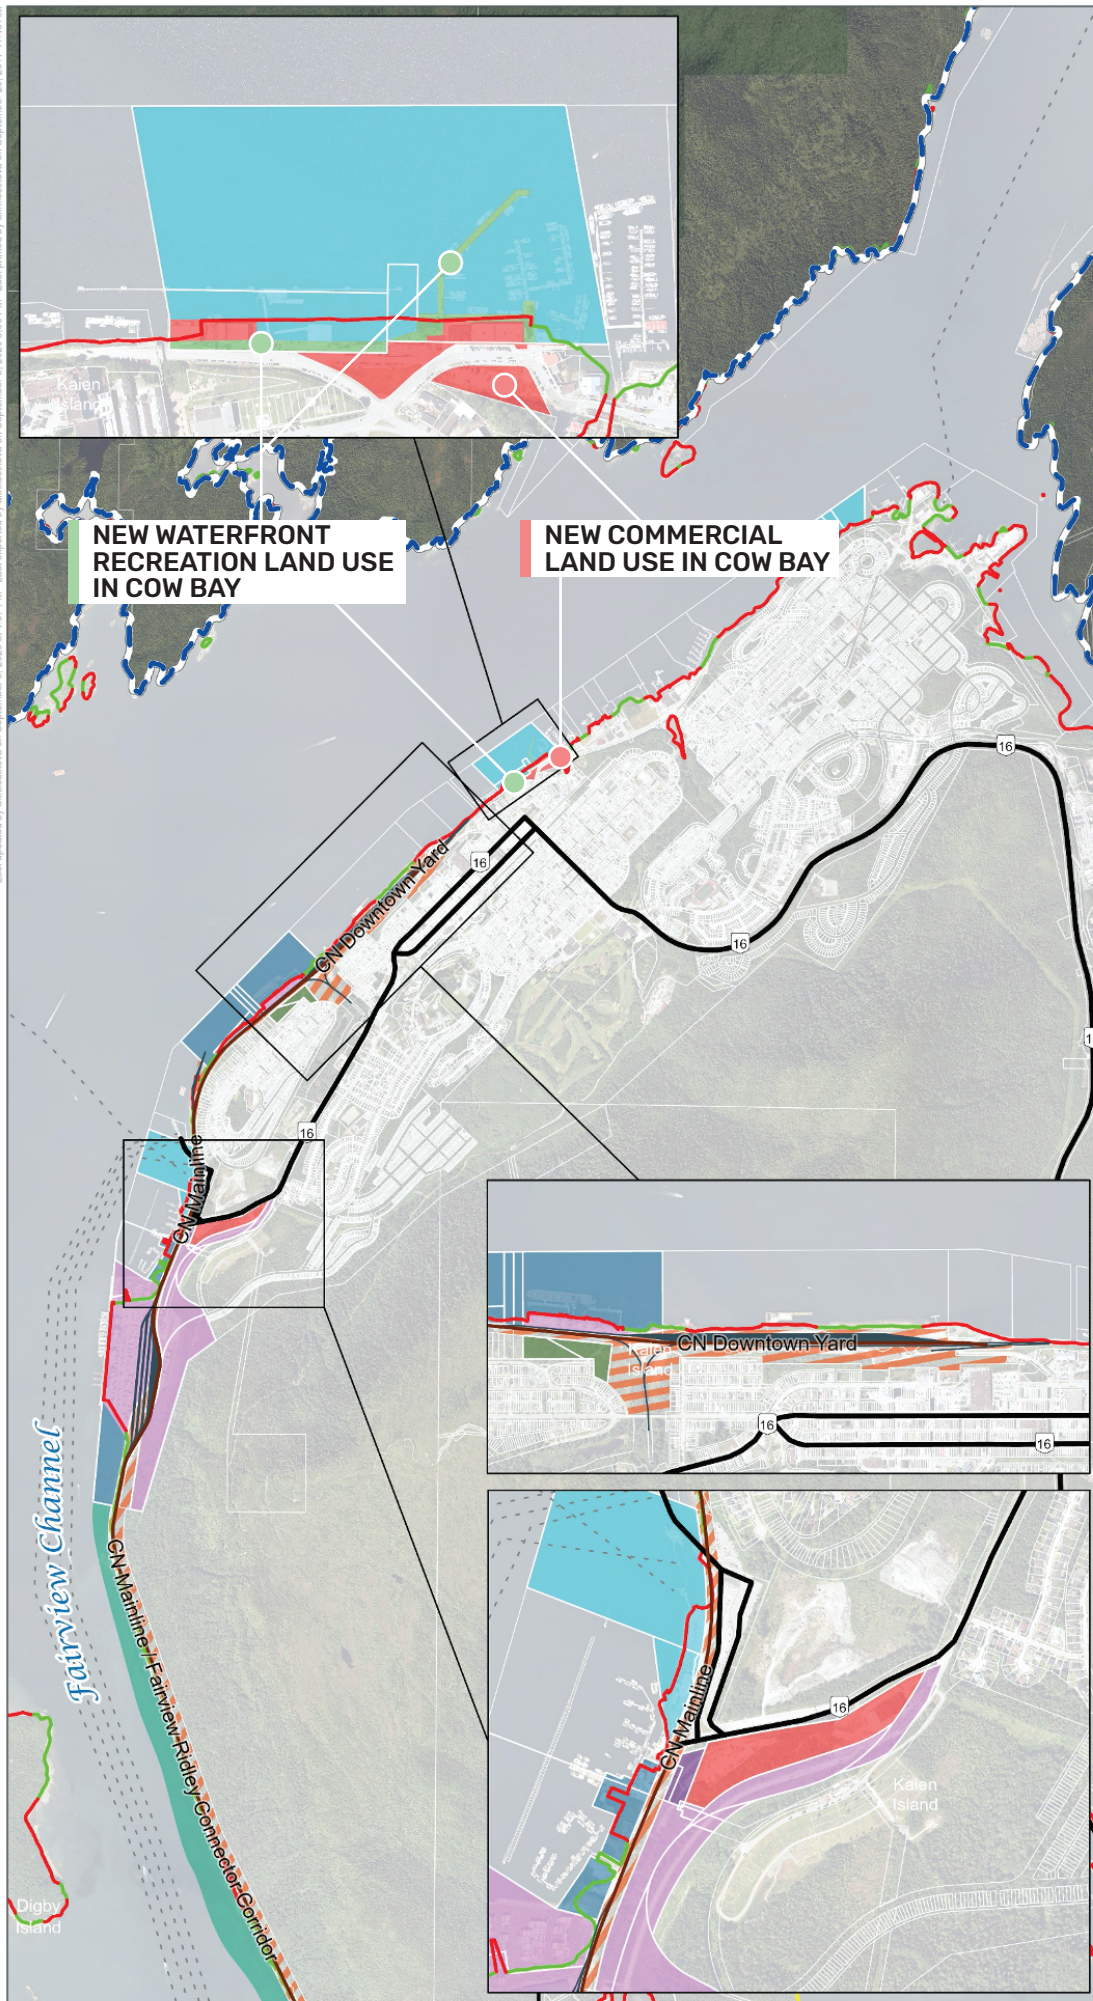 Kaien
Island
NEW WATERFRONT
RECREATION LAND USE
IN COW BAY
NEW COMMERCIAL
LAND USE IN COW BAY
16
16
CN Downtown Yard
16
16
CN Mainline
CN Downtown Yard
Kaien
Island
16
16
Fairview Channel
CN Mainline / Fairview-Ridley Connector Corridor
CN Mainline
16
Kaien
Island
Digby
Island